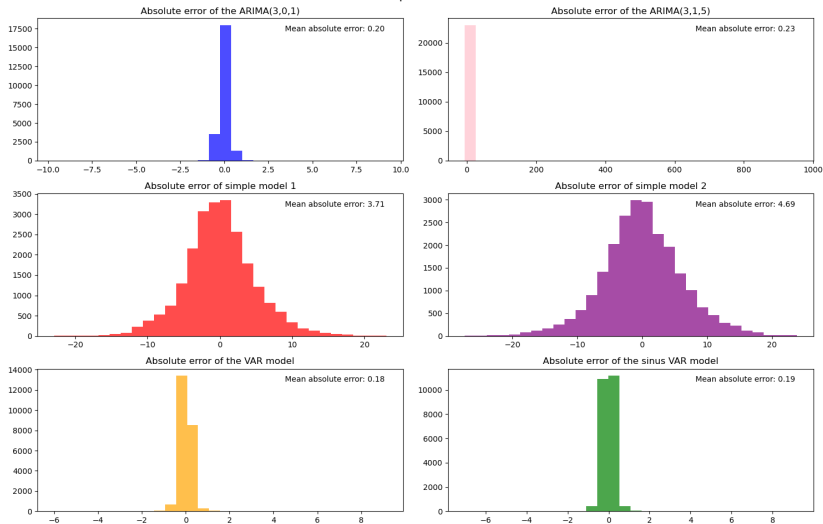 Absolute error of the ARIMA(3,0,1)
Mean absolute error: 0.20
17500
15000
12500
10000
7500
5000
2500
0
−10.0 −7.5 −5.0 −2.5 0.0 2.5 5.0 7.5 10.0
Absolute error of the ARIMA(3,1,5)
Mean absolute error: 0.23
20000
15000
10000
5000
0
0 200 400 600 800 1000
Absolute error of simple model 1
Mean absolute error: 3.71
3500
3000
2500
2000
1500
1000
500
0
−20 −10 0 10 20
Absolute error of simple model 2
Mean absolute error: 4.69
3000
2500
2000
1500
1000
500
0
−20 −10 0 10 20
Absolute error of the VAR model
Mean absolute error: 0.18
14000
12000
10000
8000
6000
4000
2000
0
−6 −4 −2 0 2 4 6 8
Absolute error of the sinus VAR model
Mean absolute error: 0.19
10000
8000
6000
4000
2000
0
−6 −4 −2 0 2 4 6 8